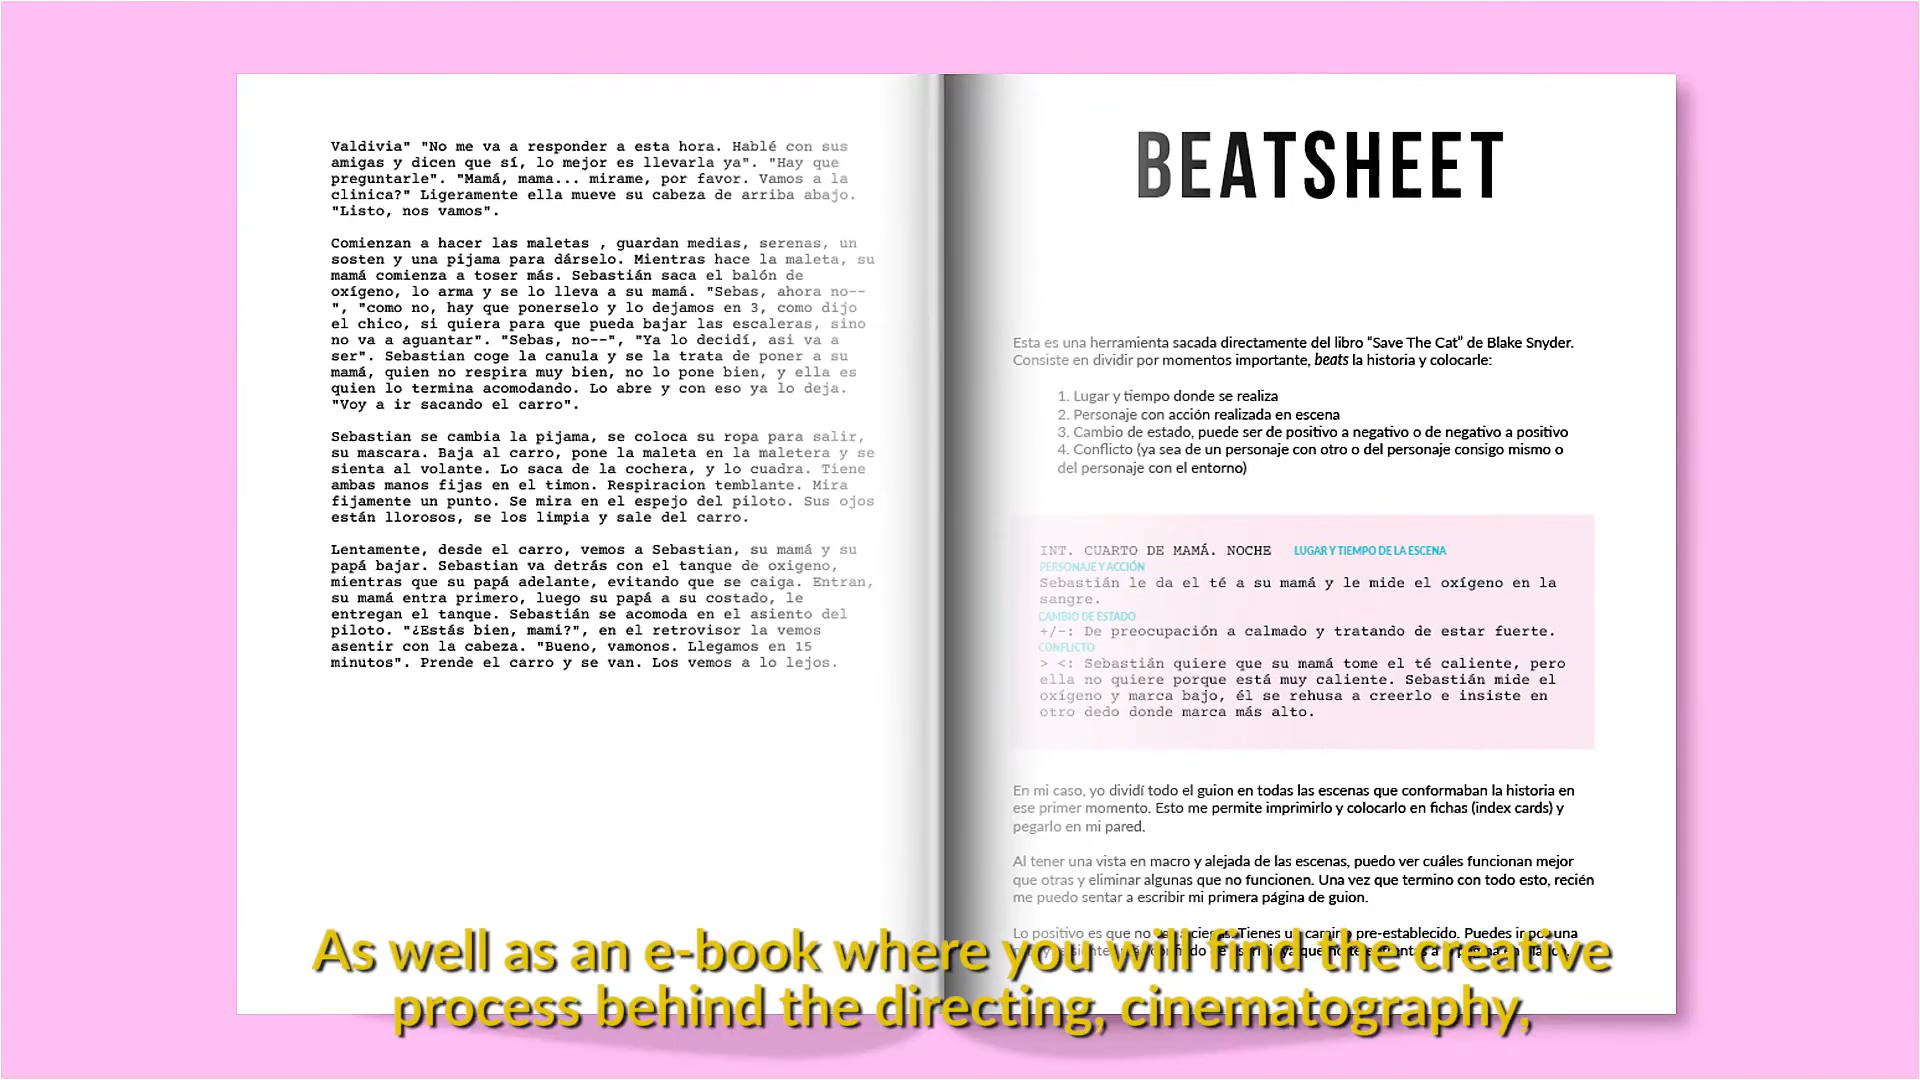 Valdivia" "No me va a responder a esta hora. Hablé con sus
amigas y dicen que sí, lo mejor es llevarla ya". "Hay que
preguntarle". "Mamá, mama... mirame, por favor. Vamos a la
clinica?" Ligeramente ella mueve su cabeza de arriba abajo.
"Listo, nos vamos".
Comienzan a hacer las maletas , guardan medias, serenas, un
sosten y una pijama para dárselo. Mientras hace la maleta, su
mamá comienza a toser más. Sebastián saca el balón de
oxígeno, lo arma y se lo lleva a su mamá. "Sebas, ahora no--
", "como no, hay que ponerselo y lo dejamos en 3, como dijo
el chico, si quiera para que pueda bajar las escaleras, sino
no va a aguantar". "Sebas, no--", "Ya lo decidí, asi va a
ser". Sebastian coge la canula y se la trata de poner a su
mamá, quien no respira muy bien, no lo pone bien, y ella es
quien lo termina acomodando. Lo abre y con eso ya lo deja.
"Voy a ir sacando el carro".
Sebastian se cambia la pijama, se coloca su ropa para salir,
su mascara. Baja al carro, pone la maleta en la maletera y se
sienta al volante. Lo saca de la cochera, y lo cuadra. Tiene
ambas manos fijas en el timon. Respiracion temblante. Mira
fijamente un punto. Se mira en el espejo del piloto. Sus ojos
están llorosos, se los limpia y sale del carro.
Lentamente, desde el carro, vemos a Sebastian, su mamá y su
papá bajar. Sebastian va detrás con el tanque de oxigeno,
mientras que su papá adelante, evitando que se caiga. Entran,
su mamá entra primero, luego su papá a su costado, le
entregan el tanque. Sebastián se acomoda en el asiento del
piloto. "¿Estás bien, mami?", en el retrovisor la vemos
asentir con la cabeza. "Bueno, vamonos. Llegamos en 15
minutos". Prende el carro y se van. Los vemos a lo lejos.
BEATSHEET
Esta es una herramienta sacada directamente del libro “Save The Cat” de Blake Snyder.
Consiste en dividir por momentos importante, beats la historia y colocarle:
1. Lugar y tiempo donde se realiza
2. Personaje con acción realizada en escena
3. Cambio de estado, puede ser de positivo a negativo o de negativo a positivo
4. Conflicto (ya sea de un personaje con otro o del personaje consigo mismo o
del personaje con el entorno)
INT. CUARTO DE MAMÁ. NOCHE LUGAR Y TIEMPO DE LA ESCENA
PERSONAJE Y ACCIÓN
Sebastián le da el té a su mamá y le mide el oxígeno en la
sangre.
CAMBIO DE ESTADO
+/-: De preocupación a calmado y tratando de estar fuerte.
CONFLICTO
> <: Sebastián quiere que su mamá tome el té caliente, pero
ella no quiere porque está muy caliente. Sebastián mide el
oxígeno y marca bajo, él se rehusa a creerlo e insiste en
otro dedo donde marca más alto.
En mi caso, yo dividí todo el guion en todas las escenas que conformaban la historia en
ese primer momento. Esto me permite imprimirlo y colocarlo en fichas (index cards) y
pegarlo en mi pared.
Al tener una vista en macro y alejada de las escenas, puedo ver cuáles funcionan mejor
que otras y eliminar algunas que no funcionen. Una vez que termino con todo esto, recién
me puedo sentar a escribir mi primera página de guion.
Lo positivo es que no Tienes un camino pre-establecido. Puedes
As well as an e-book where you will find the creative
process behind the directing, cinematography,